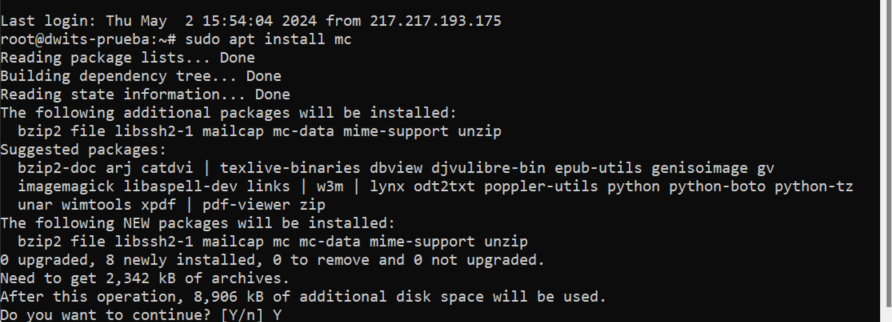 Last login: Thu May  2 15:54:04 2024 from 217.217.193.175
root@dwits-prueba:~# sudo apt install mc
Reading package lists... Done
Building dependency tree... Done
Reading state information... Done
The following additional packages will be installed:
  bzip2 file libssh2-1 mailcap mc-data mime-support unzip
Suggested packages:
  bzip2-doc arj catdvi | texlive-binaries dbview djvulibre-bin epub-utils genisoimage gv
  imagemagick libaspell-dev links | w3m | lynx odt2txt poppler-utils python python-boto python-tz
  unar wimtools xpdf | pdf-viewer zip
The following NEW packages will be installed:
  bzip2 file libssh2-1 mailcap mc mc-data mime-support unzip
0 upgraded, 8 newly installed, 0 to remove and 0 not upgraded.
Need to get 2,342 kB of archives.
After this operation, 8,906 kB of additional disk space will be used.
Do you want to continue? [Y/n] Y